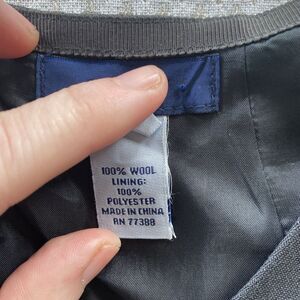 100% WOOL
LINING:
100%
POLYESTER
MADE IN CHINA
RN 77388